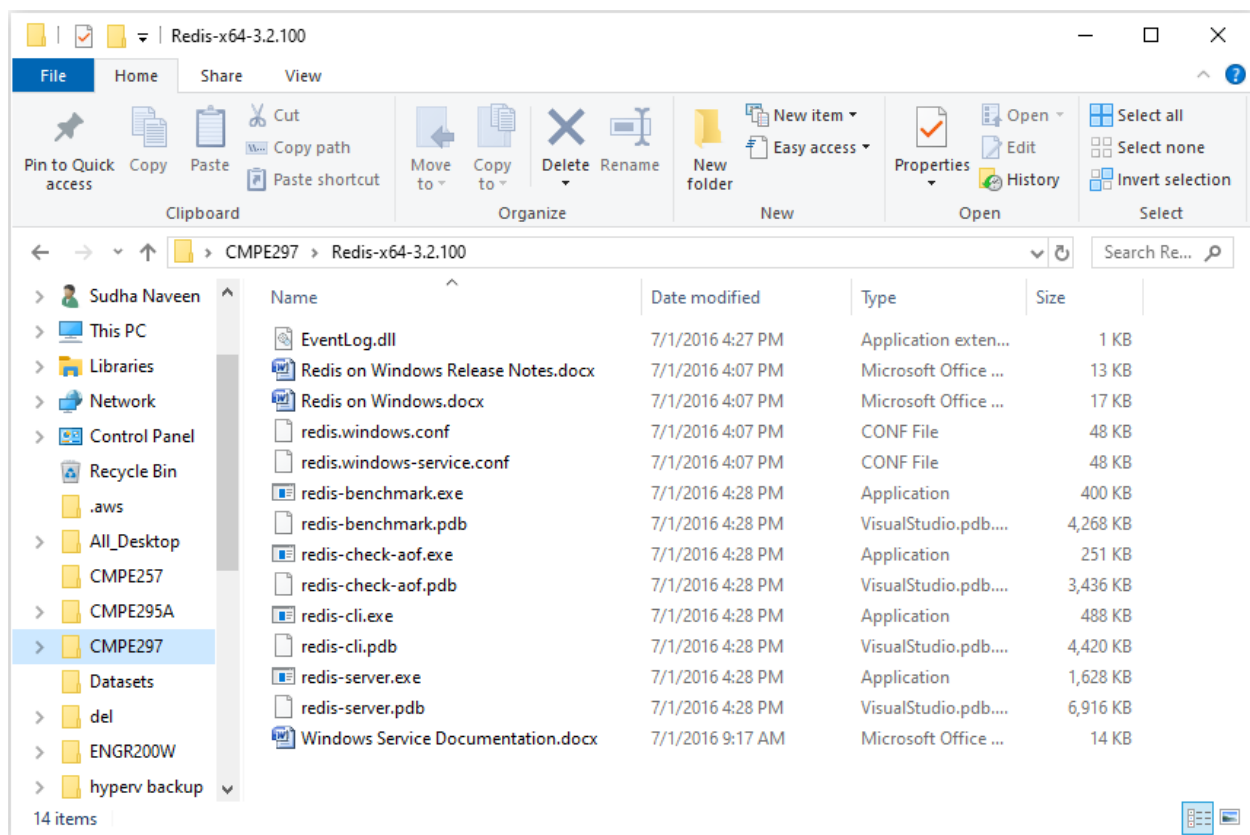 Redis-x64-3.2.100
File Home Share View
Pin to Quick access
Copy
Paste
Cut
Copy path
Paste shortcut
Move to
Copy to
Delete
Rename
New folder
New item
Easy access
Properties
Open
Edit
History
Select all
Select none
Invert selection
Clipboard Organize New Open Select
CMPE297 > Redis-x64-3.2.100
Search Re...
Sudha Naveen
This PC
Libraries
Network
Control Panel
Recycle Bin
.aws
All_Desktop
CMPE257
CMPE295A
CMPE297
Datasets
del
ENGR200W
hyperv backup
Name Date modified Type Size
EventLog.dll 7/1/2016 4:27 PM Application exten... 1 KB
Redis on Windows Release Notes.docx 7/1/2016 4:07 PM Microsoft Office ... 13 KB
Redis on Windows.docx 7/1/2016 4:07 PM Microsoft Office ... 17 KB
redis.windows.conf 7/1/2016 4:07 PM CONF File 48 KB
redis.windows-service.conf 7/1/2016 4:07 PM CONF File 48 KB
redis-benchmark.exe 7/1/2016 4:28 PM Application 400 KB
redis-benchmark.pdb 7/1/2016 4:28 PM VisualStudio.pdb.... 4,268 KB
redis-check-aof.exe 7/1/2016 4:28 PM Application 251 KB
redis-check-aof.pdb 7/1/2016 4:28 PM VisualStudio.pdb.... 3,436 KB
redis-cli.exe 7/1/2016 4:28 PM Application 488 KB
redis-cli.pdb 7/1/2016 4:28 PM VisualStudio.pdb.... 4,420 KB
redis-server.exe 7/1/2016 4:28 PM Application 1,628 KB
redis-server.pdb 7/1/2016 4:28 PM VisualStudio.pdb.... 6,916 KB
Windows Service Documentation.docx 7/1/2016 9:17 AM Microsoft Office ... 14 KB
14 items